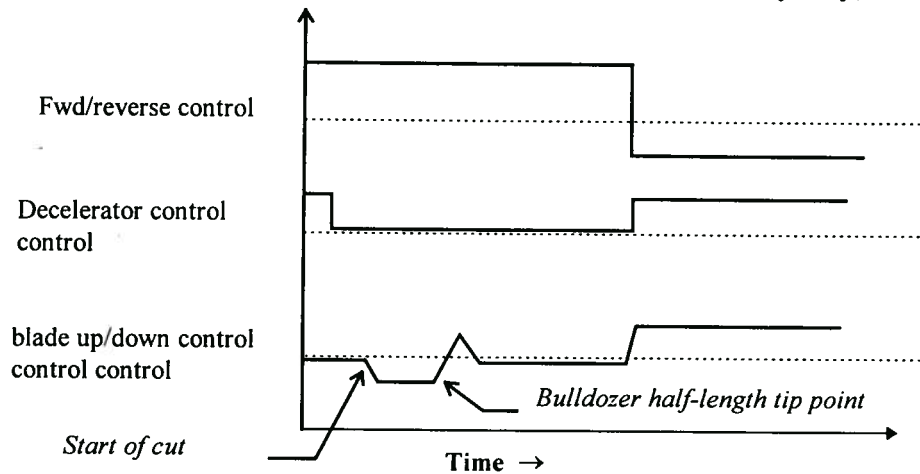 Fwd/reverse control
Decelerator control
control
blade up/down control
control control
Bulldozer half-length tip point
Start of cut
Time →